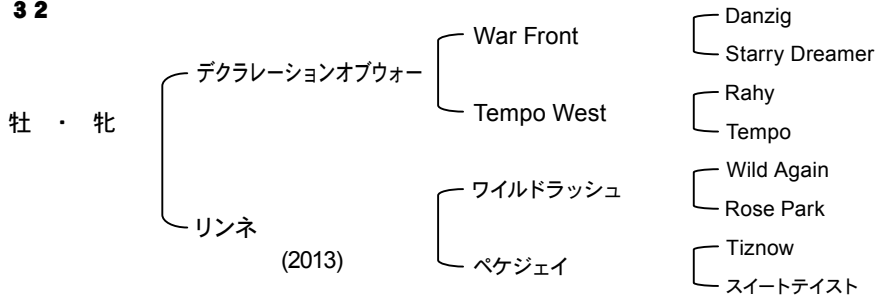 32
Danzig
War Front
Starry Dreamer
デクラレーションオブウォー
Rahy
Tempo West
Tempo
牡 ・ 牝
Wild Again
ワイルドラッシュ
Rose Park
リンネ
(2013)
Tiznow
ペケジェイ
スイートテイスト